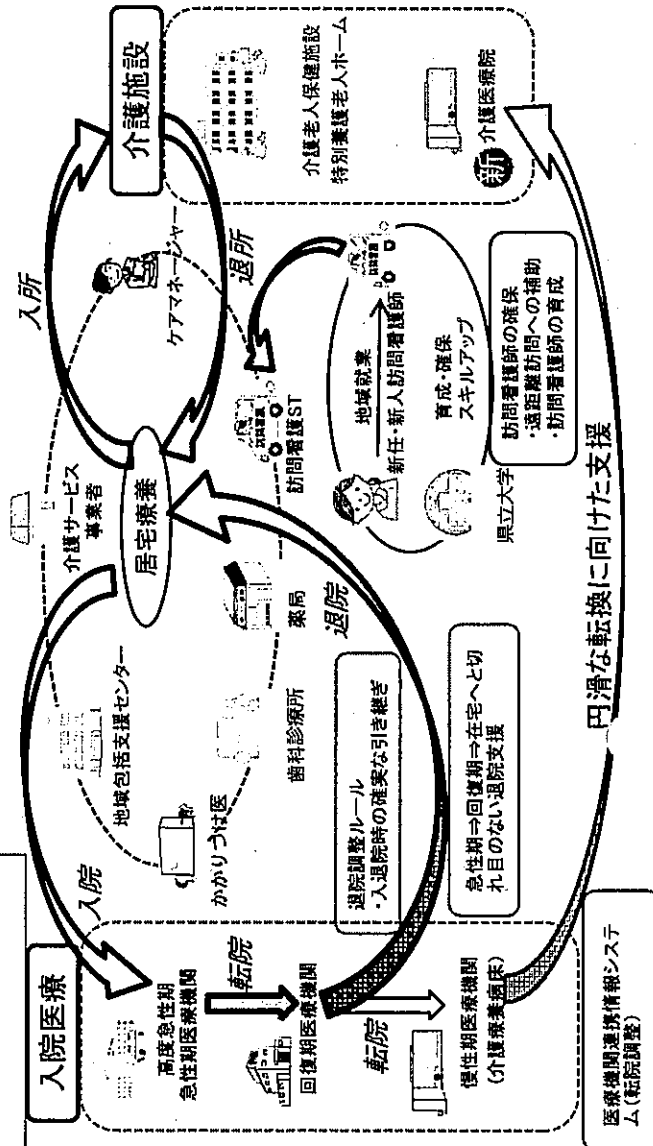 入院医療
高度急性期
急性期医療機関
転院
回復期医療機関
転院
慢性期医療機関
(介護療養病床)
医療機関連携情報システ
ム(転院調整)
入院
地域包括支援センター
かかりつけ医
歯科診療所
薬局
退院
退院調整ルール
・入退院時の確実な引き継ぎ
急性期⇒回復期⇒在宅へと切
れ目のない退院支援
介護サービス
事業者
居宅療養
訪問看護ST
入所
ケアマネージャー
退所
地域就業
新任・新人訪問看護師
育成・確保
スキルアップ
県立大学
訪問看護師の確保
・遠距離訪問への補助
・訪問看護師の育成
円滑な転換に向けた支援
介護施設
介護老人保健施設
特別養護老人ホーム
新
介護医療院